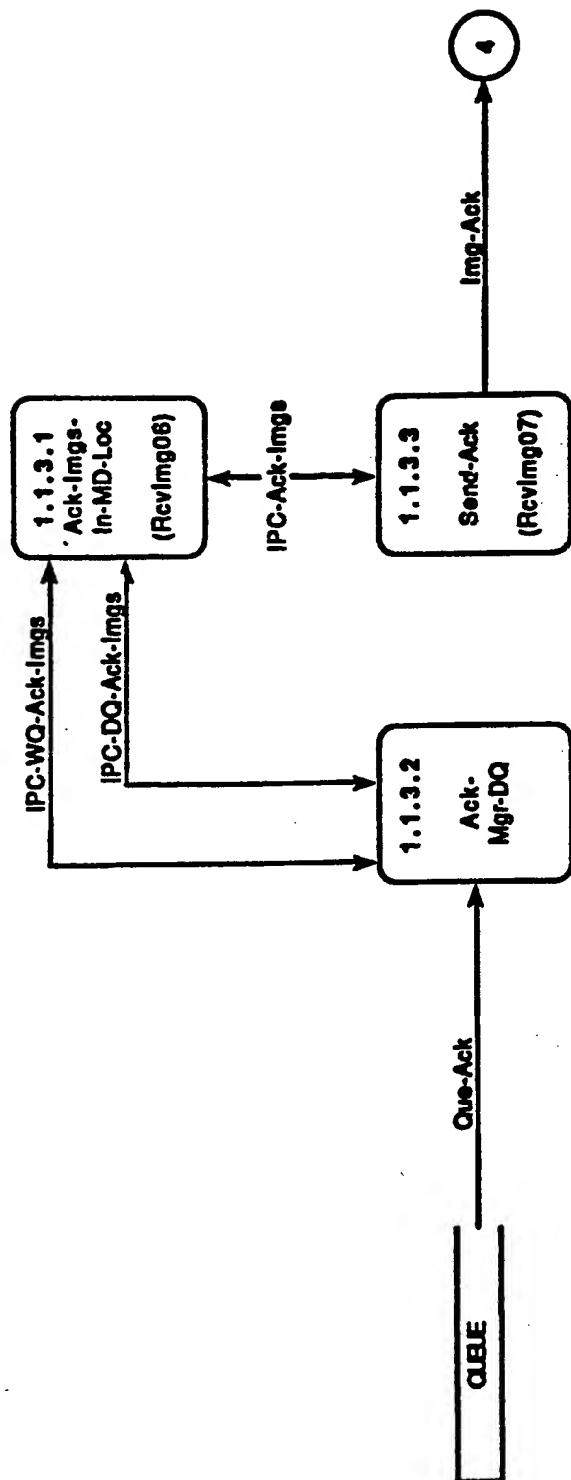 1.1.3.1
Ack-Imgs-
In-MD-Loc
(RcvImg06)
IPC-WQ-Ack-Imgs
IPC-DQ-Ack-Imgs
IPC-Ack-Imgs
QUEUE
Que-Ack
1.1.3.2
Ack-
Mgr-DQ
1.1.3.3
Send-Ack
(RcvImg07)
Img-Ack
4